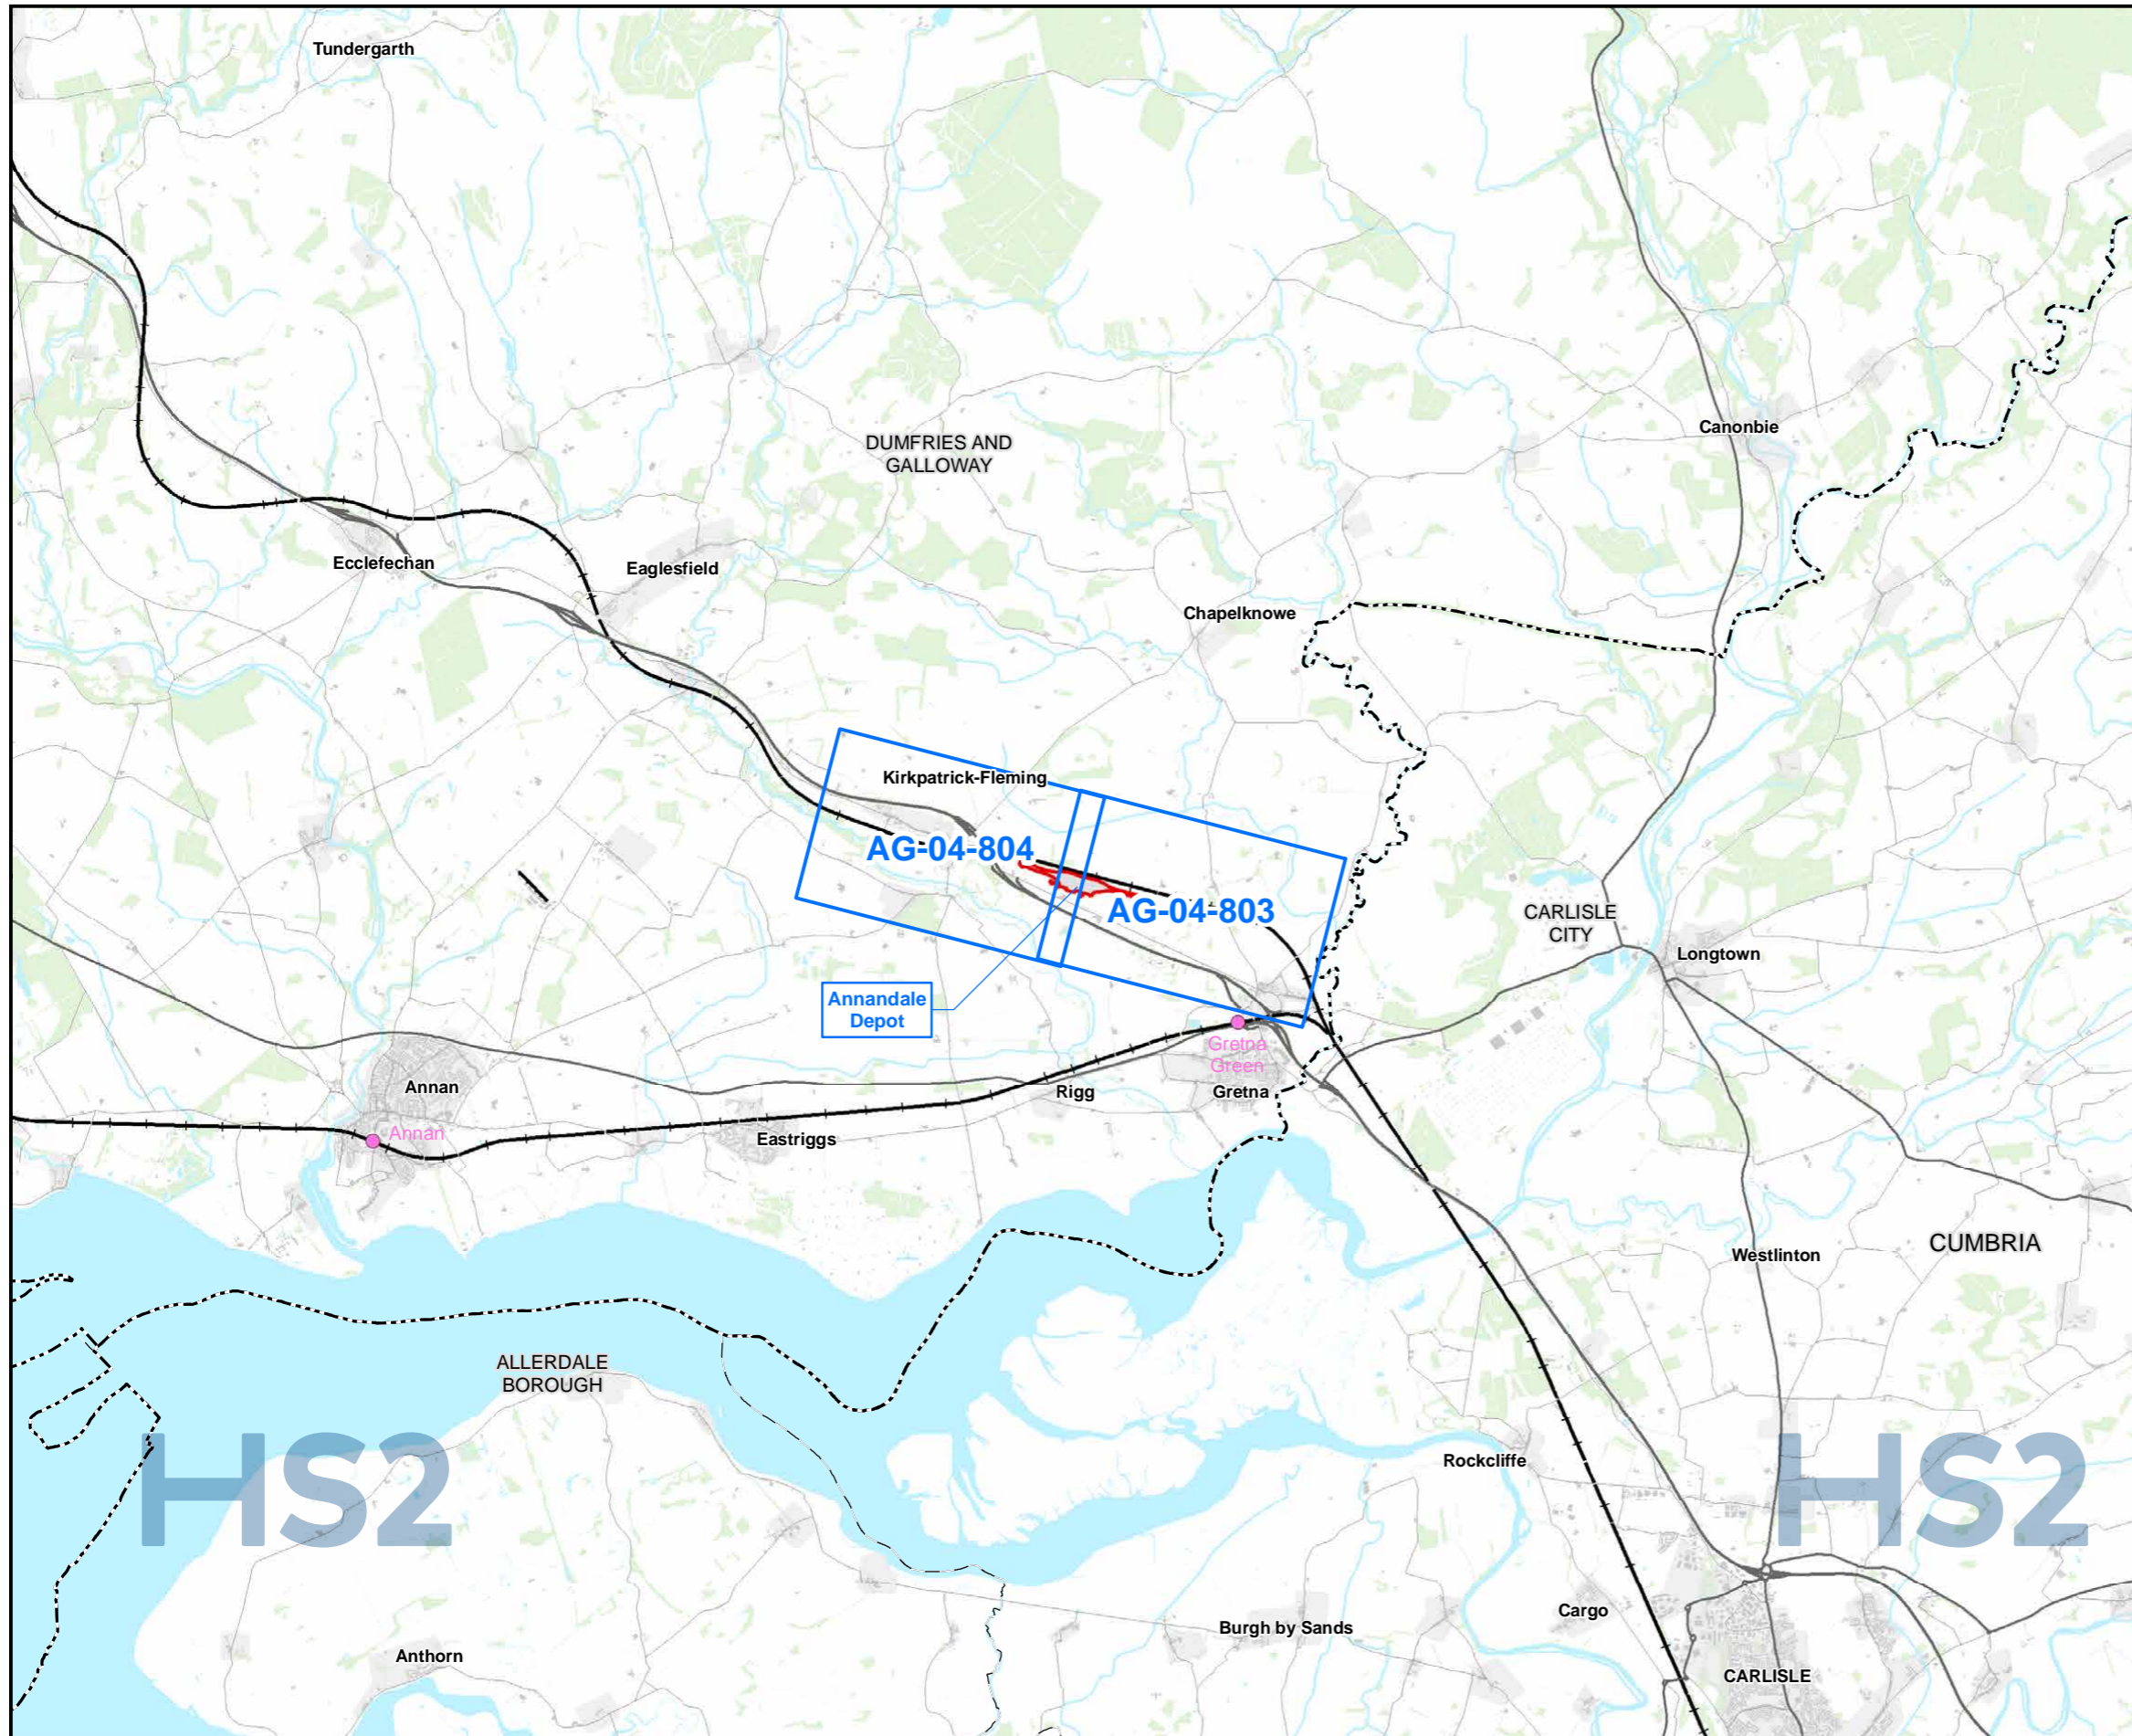 Tundergarth
DUMFRIES AND
GALLOWAY
Canonbie
Ecclefechan
Eaglesfield
Chapelknowe
Kirkpatrick-Fleming
AG-04-804
AG-04-803
CARLISLE
CITY
Longtown
Annandale
Depot
Gretna
Green
Annan
Rigg
Gretna
Annan
Eastriggs
CUMBRIA
Westlinton
ALLERDALE
BOROUGH
HS2
Rockcliffe
HS2
Cargo
Burgh by Sands
Anthorn
CARLISLE